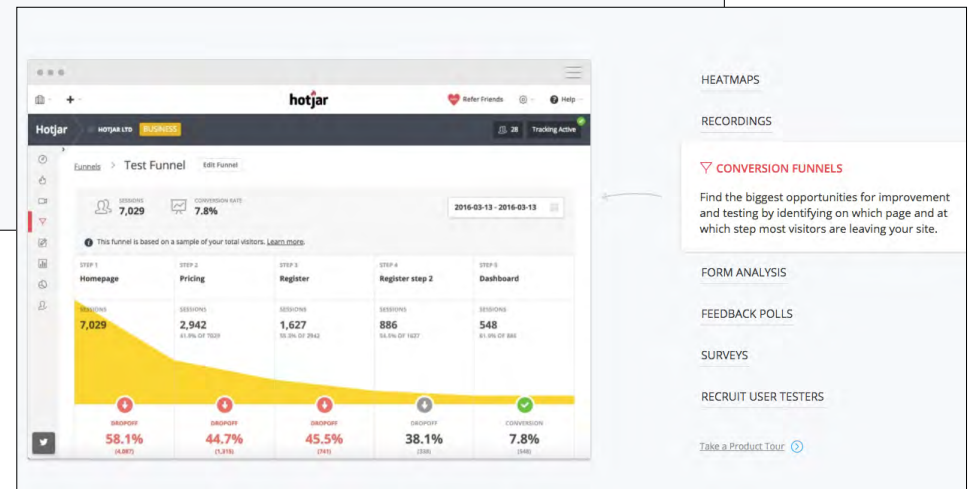 hotjar
Refer Friends
Help
Hotjar
HOTJAR LTD BUSINESS
28 Tracking Active
Funnels > Test Funnel Edit Funnel
SESSIONS
7,029
CONVERSION RATE
7.8%
2016-03-13 - 2016-03-13
This funnel is based on a sample of your total visitors. Learn more.
STEP 1
Homepage
STEP 2
Pricing
STEP 3
Register
STEP 4
Register step 2
STEP 5
Dashboard
SESSIONS
7,029
SESSIONS
2,942
41.9% OF 7029
SESSIONS
1,627
55.3% OF 2942
SESSIONS
886
54.5% OF 1627
SESSIONS
548
61.9% OF 886
DROPOFF
58.1%
(4,087)
DROPOFF
44.7%
(1,315)
DROPOFF
45.5%
(741)
DROPOFF
38.1%
(338)
CONVERSION
7.8%
(548)
HEATMAPS
RECORDINGS
CONVERSION FUNNELS
Find the biggest opportunities for improvement
and testing by identifying on which page and at
which step most visitors are leaving your site.
FORM ANALYSIS
FEEDBACK POLLS
SURVEYS
RECRUIT USER TESTERS
Take a Product Tour